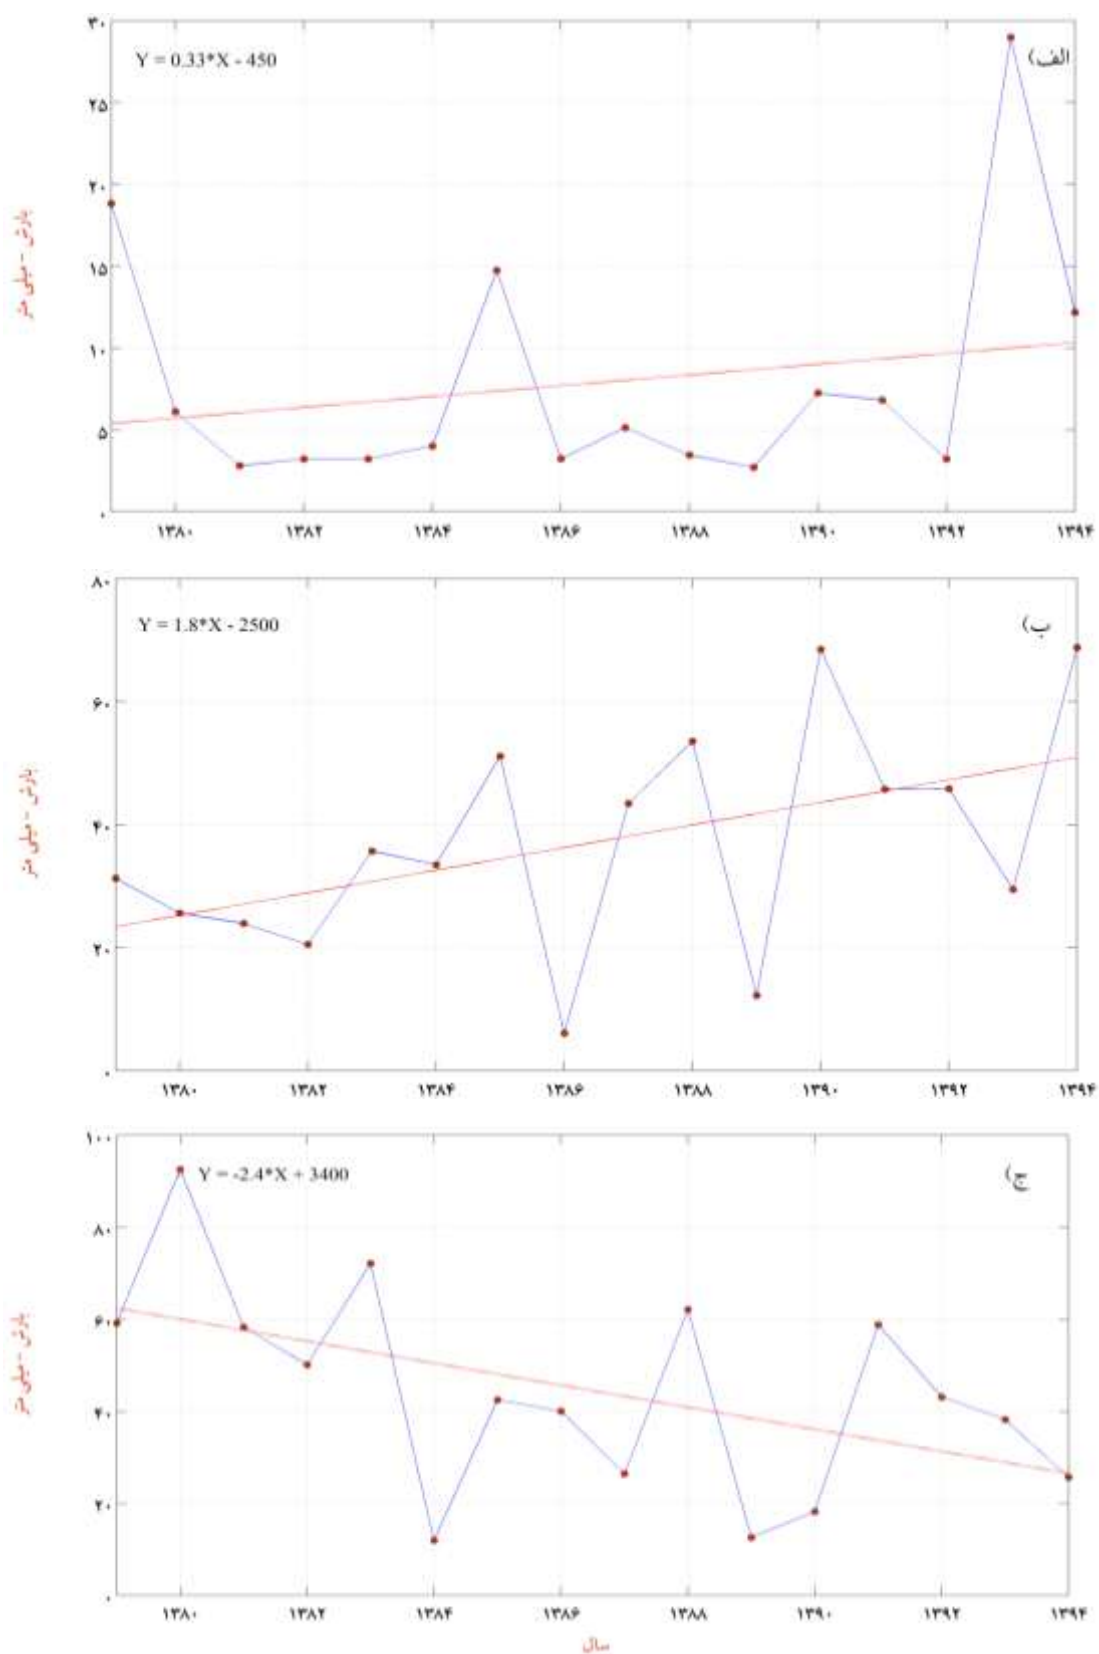 الف)
Y = 0.33*X - 450
۳۰
۲۵
۲۰
۱۵
۱۰
۵
۰
بارش - میلی متر
۱۳۸۰ ۱۳۸۲ ۱۳۸۴ ۱۳۸۶ ۱۳۸۸ ۱۳۹۰ ۱۳۹۲ ۱۳۹۴
ب)
Y = 1.8*X - 2500
۸۰
۶۰
۴۰
۲۰
۰
بارش - میلی متر
۱۳۸۰ ۱۳۸۲ ۱۳۸۴ ۱۳۸۶ ۱۳۸۸ ۱۳۹۰ ۱۳۹۲ ۱۳۹۴
ج)
Y = -2.4*X + 3400
۱۰۰
۸۰
۶۰
۴۰
۲۰
۰
بارش - میلی متر
۱۳۸۰ ۱۳۸۲ ۱۳۸۴ ۱۳۸۶ ۱۳۸۸ ۱۳۹۰ ۱۳۹۲ ۱۳۹۴
سال